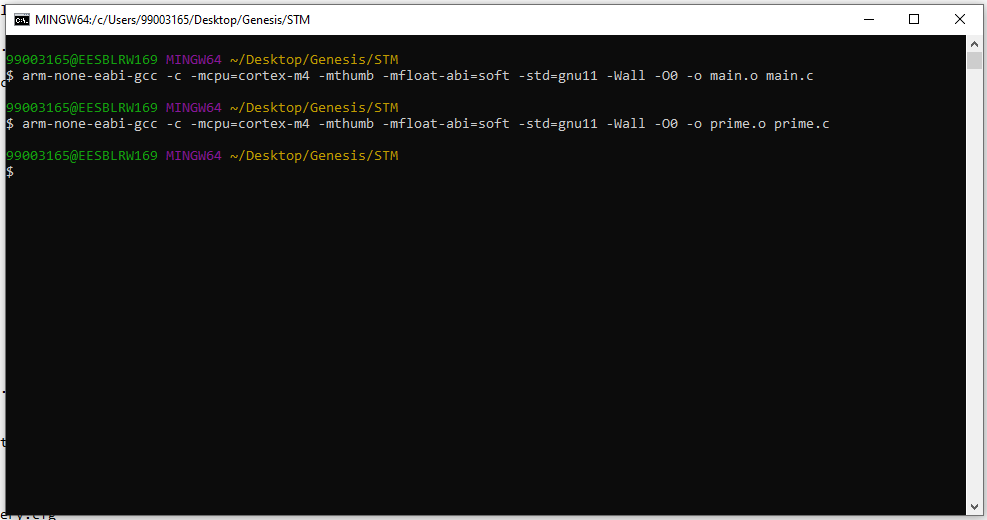 MINGW64:/c/Users/99003165/Desktop/Genesis/STM
99003165@EESBLRW169 MINGW64 ~/Desktop/Genesis/STM
$ arm-none-eabi-gcc -c -mcpu=cortex-m4 -mthumb -mfloat-abi=soft -std=gnu11 -Wall -O0 -o main.o main.c
99003165@EESBLRW169 MINGW64 ~/Desktop/Genesis/STM
$ arm-none-eabi-gcc -c -mcpu=cortex-m4 -mthumb -mfloat-abi=soft -std=gnu11 -Wall -O0 -o prime.o prime.c
99003165@EESBLRW169 MINGW64 ~/Desktop/Genesis/STM
$